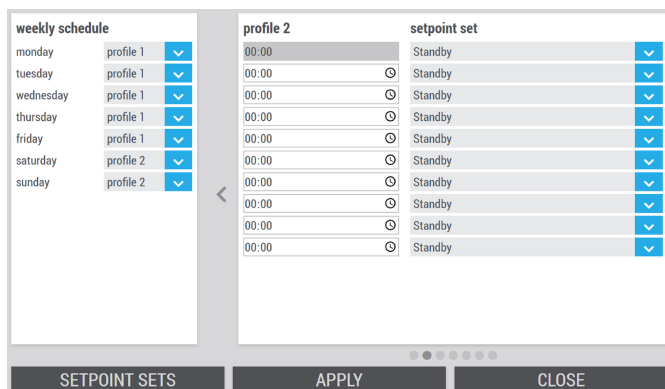 weekly schedule
monday profile 1
tuesday profile 1
wednesday profile 1
thursday profile 1
friday profile 1
saturday profile 2
sunday profile 2
profile 2 setpoint set
00:00 Standby
00:00 Standby
00:00 Standby
00:00 Standby
00:00 Standby
00:00 Standby
00:00 Standby
00:00 Standby
00:00 Standby
00:00 Standby
SETPOINT SETS APPLY CLOSE